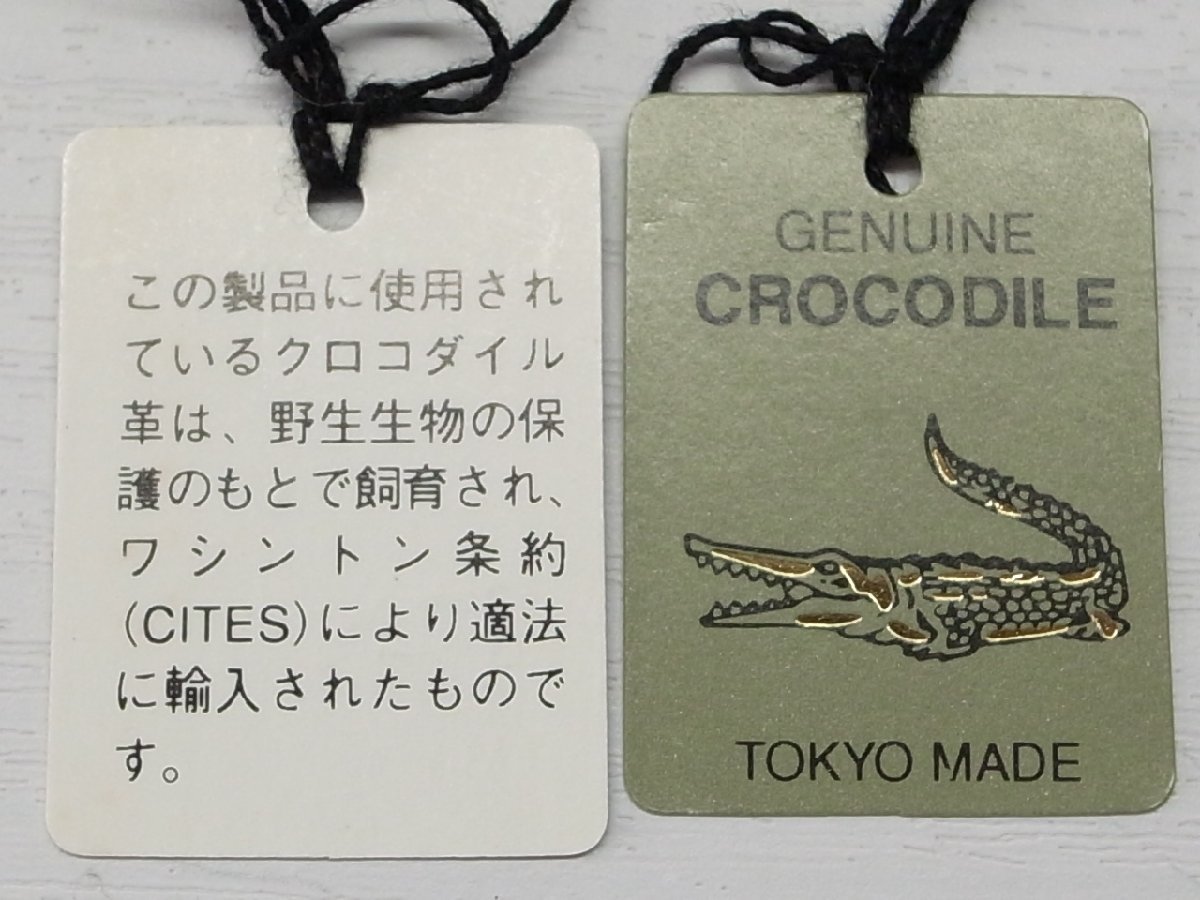 この製品に使用され
ているクロコダイル
革は、野生生物の保
護のもとで飼育され、
ワシントン条約
(CITES)により適法
に輸入されたもので
す。
GENUINE
CROCODILE
TOKYO MADE